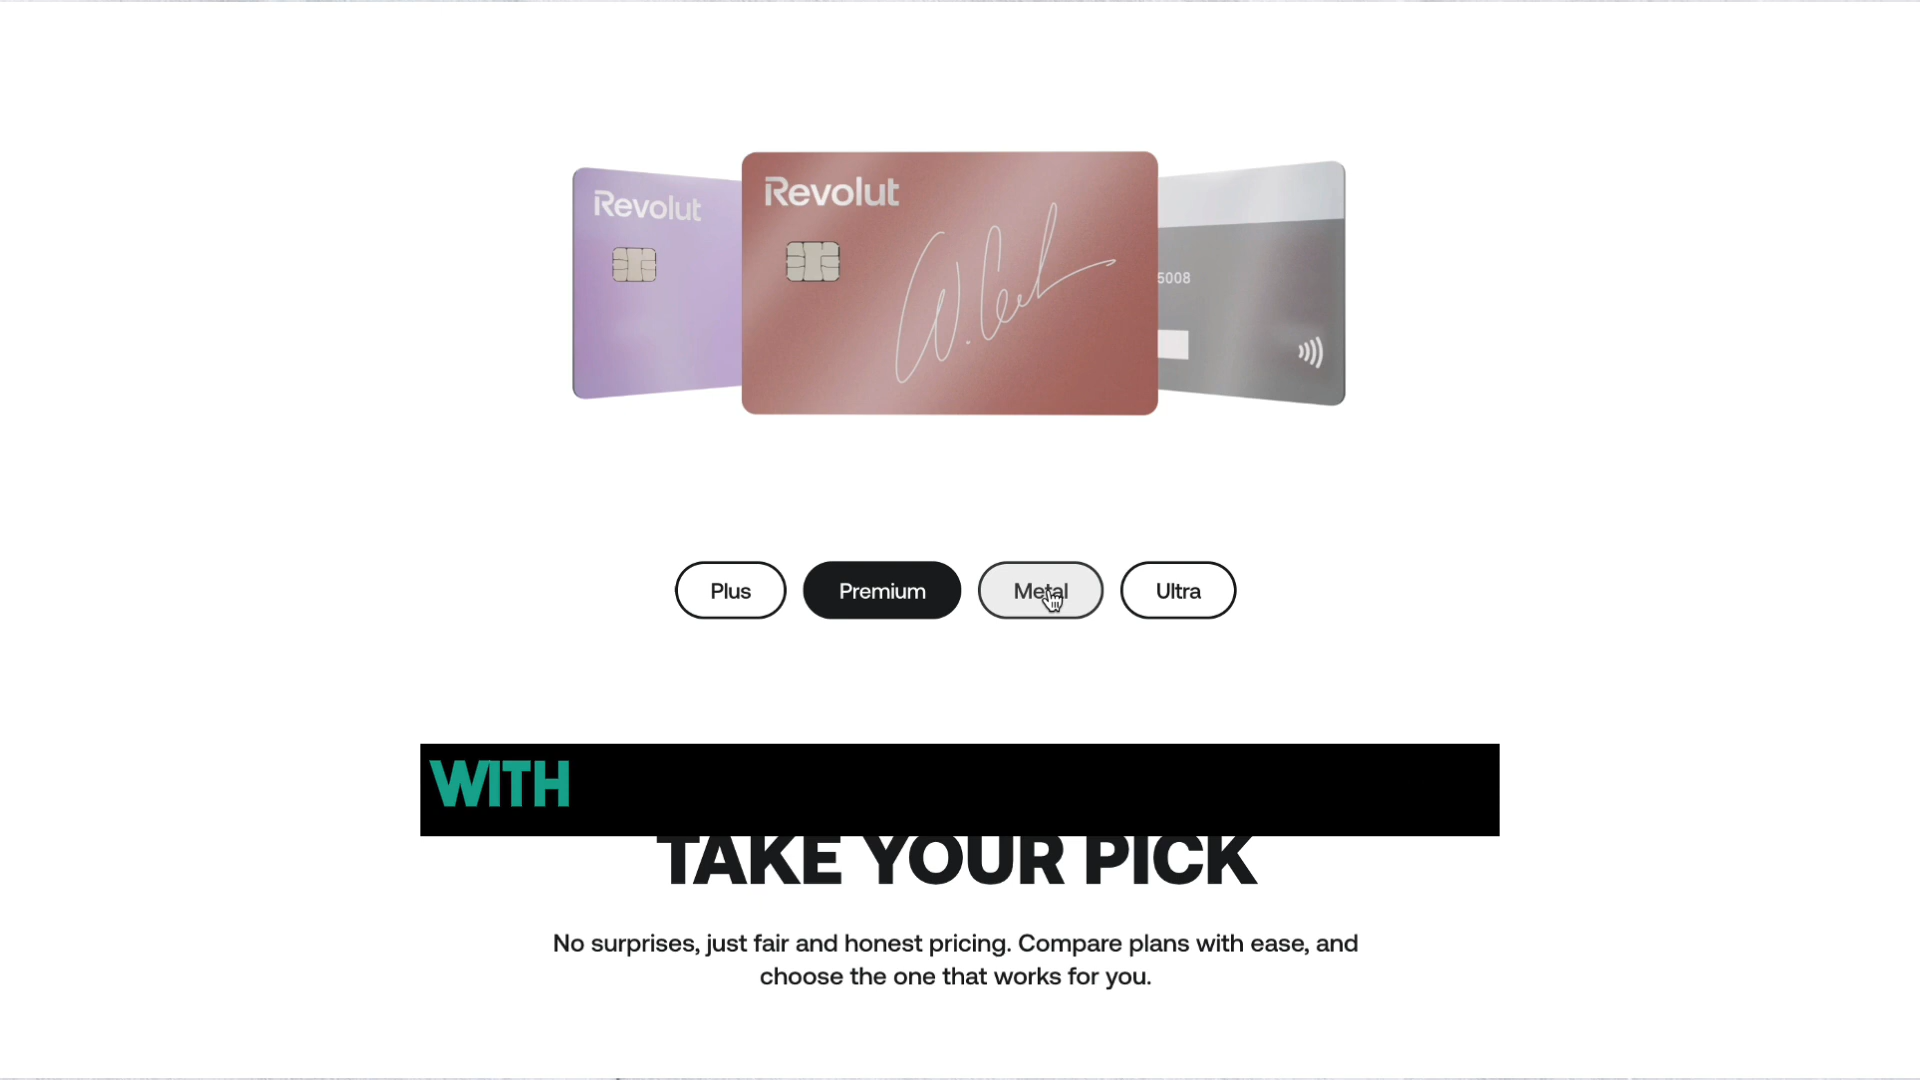 Revolut
Revolut
5008
Plus
Premium
Metal
Ultra
WITH
TAKE YOUR PICK
No surprises, just fair and honest pricing. Compare plans with ease, and
choose the one that works for you.